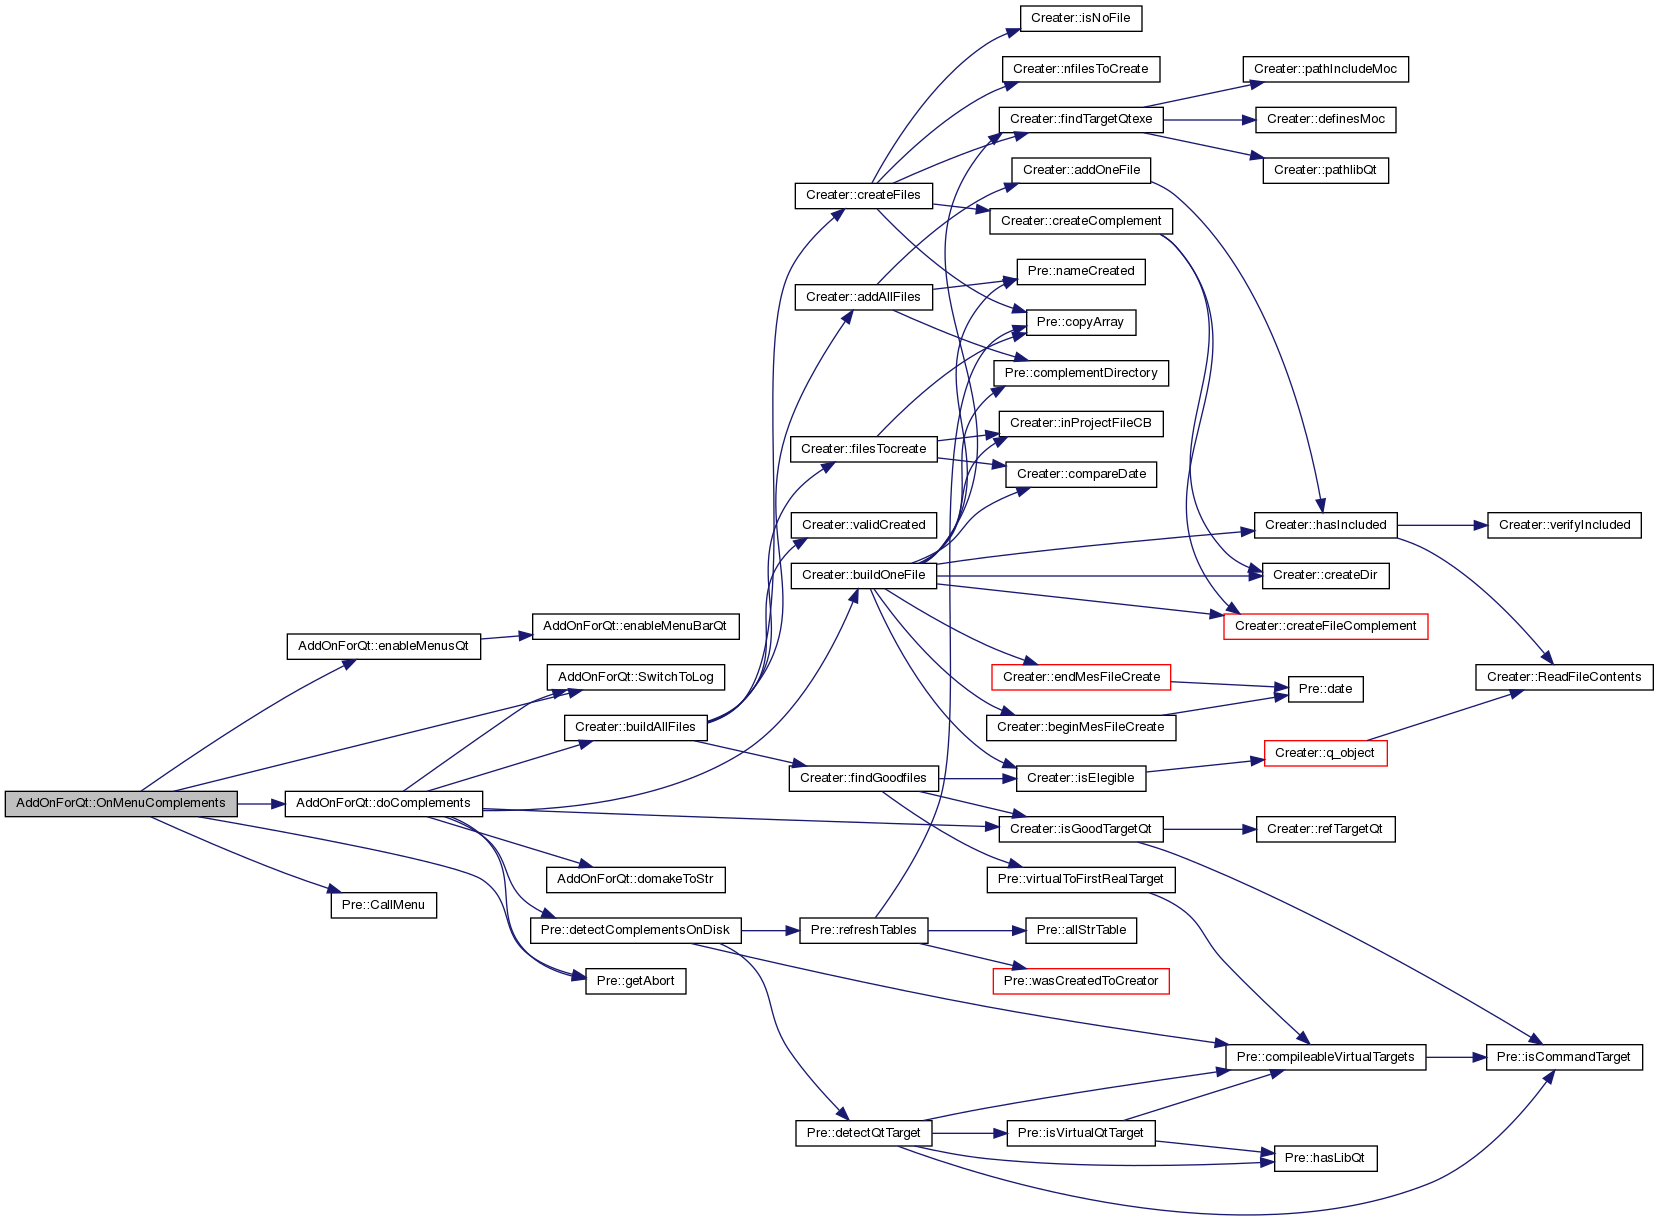 Creater::isNoFile
Creater::nfilesToCreate
Creater::pathIncludeMoc
Creater::findTargetQtexe
Creater::definesMoc
Creater::addOneFile
Creater::pathlibQt
Creater::createFiles
Creater::createComplement
Pre::nameCreated
Creater::addAllFiles
Pre::copyArray
Pre::complementDirectory
Creater::inProjectFileCB
Creater::filesTocreate
Creater::compareDate
Creater::validCreated
Creater::hasIncluded
Creater::verifyIncluded
Creater::buildOneFile
Creater::createDir
AddOnForQt::enableMenuBarQt
Creater::createFileComplement
AddOnForQt::enableMenusQt
AddOnForQt::SwitchToLog
Creater::endMesFileCreate
Creater::ReadFileContents
Pre::date
Creater::buildAllFiles
Creater::beginMesFileCreate
Creater::q_object
Creater::findGoodfiles
Creater::isElegible
AddOnForQt::OnMenuComplements
AddOnForQt::doComplements
Creater::isGoodTargetQt
Creater::refTargetQt
AddOnForQt::domakeToStr
Pre::virtualToFirstRealTarget
Pre::CallMenu
Pre::detectComplementsOnDisk
Pre::refreshTables
Pre::allStrTable
Pre::getAbort
Pre::wasCreatedToCreator
Pre::compileableVirtualTargets
Pre::isCommandTarget
Pre::detectQtTarget
Pre::isVirtualQtTarget
Pre::hasLibQt